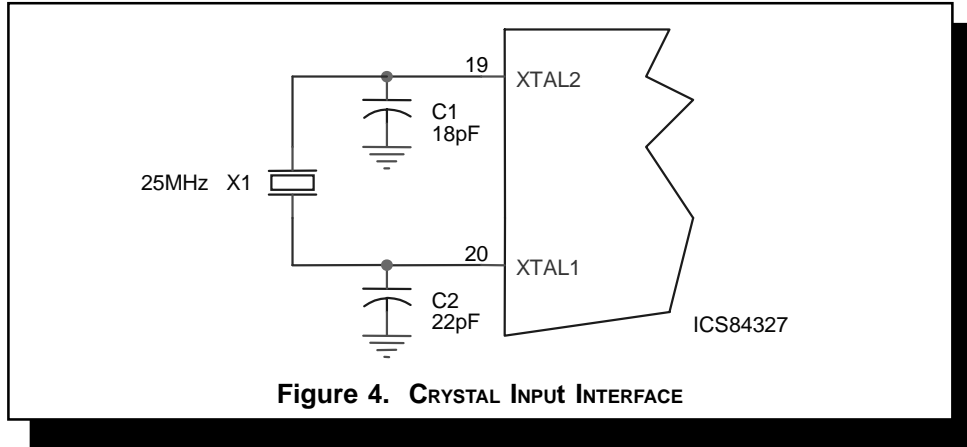 19
XTAL2
C1
18pF
25MHz X1
20
XTAL1
C2
22pF
ICS84327
Figure 4. CRYSTAL INPUT INTERFACE